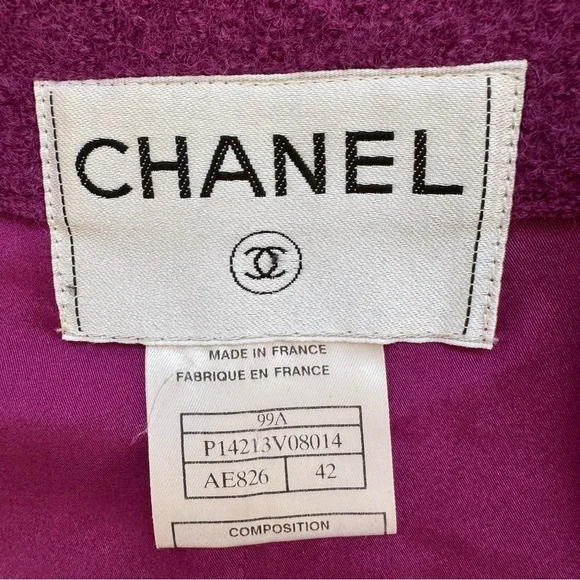 CHANEL
MADE IN FRANCE
FABRIQUE EN FRANCE
99A
P14213V08014
AE826 42
COMPOSITION